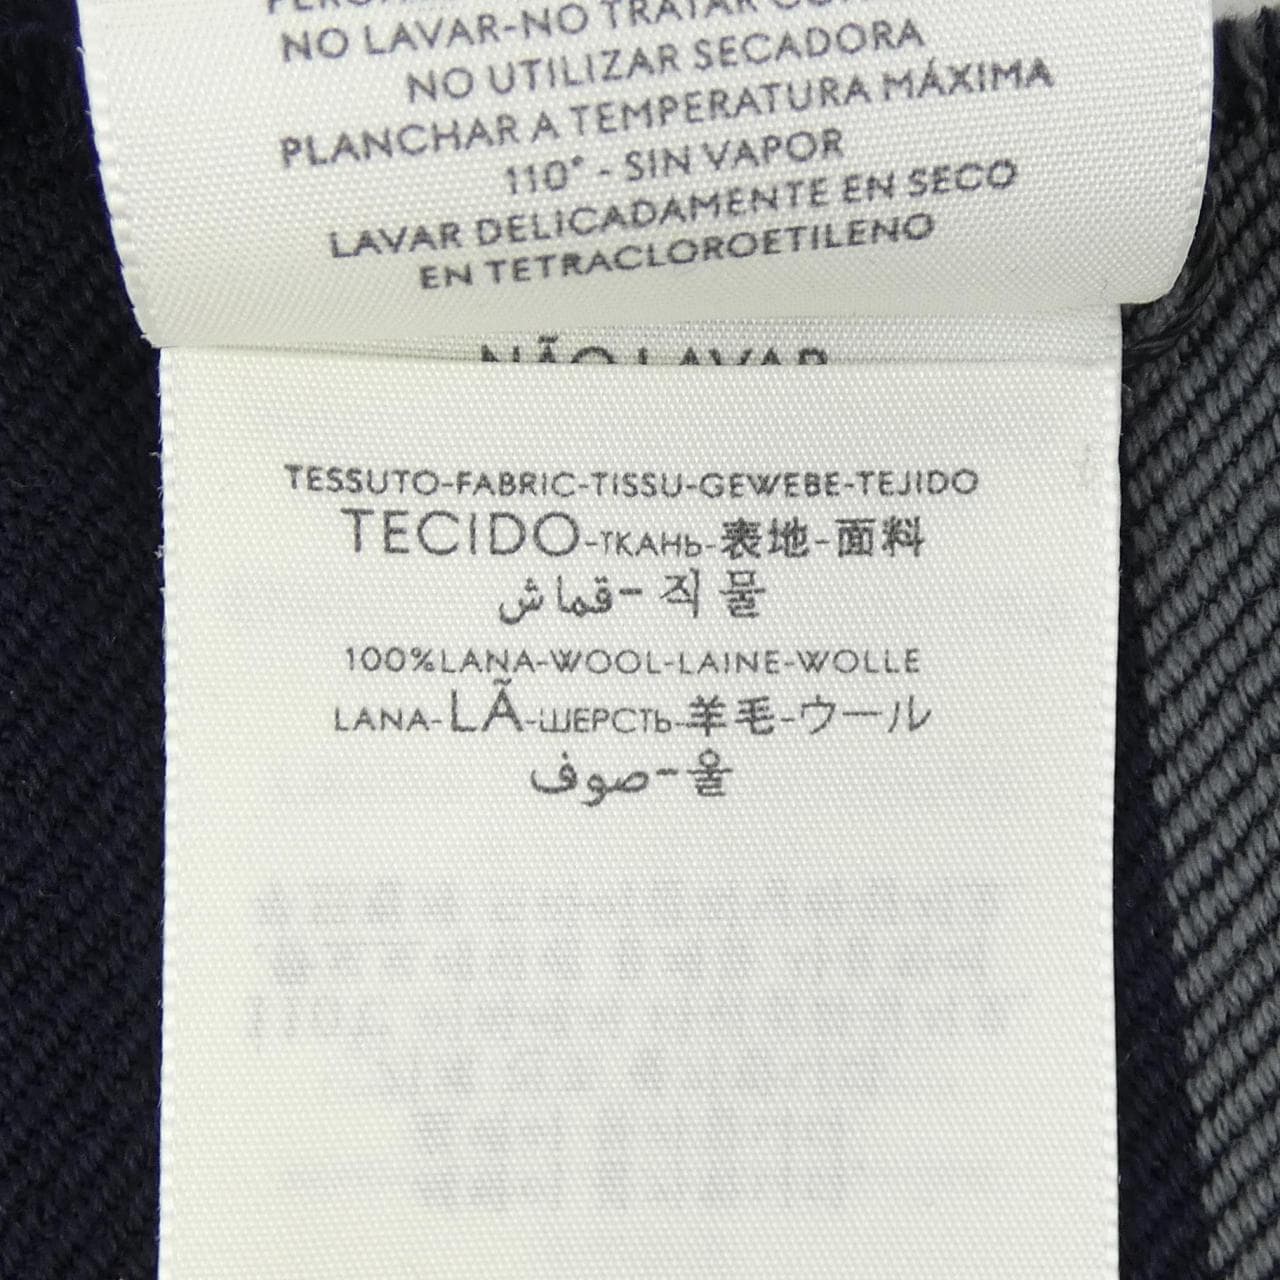 NO LAVAR-NO TRATAR
NO UTILIZAR SECADORA
PLANCHAR A TEMPERATURA MÁXIMA
110° - SIN VAPOR
LAVAR DELICADAMENTE EN SECO
EN TETRACLOROETILENO
NÃO LAVAR
TESSUTO-FABRIC-TISSU-GEWEBE-TEJIDO
TECIDO-ТКАНЬ-表地-面料
قماش-직물
100%LANA-WOOL-LAINE-WOLLE
LANA-LÃ-ШЕРСТЬ-羊毛-ウール
صوف-울